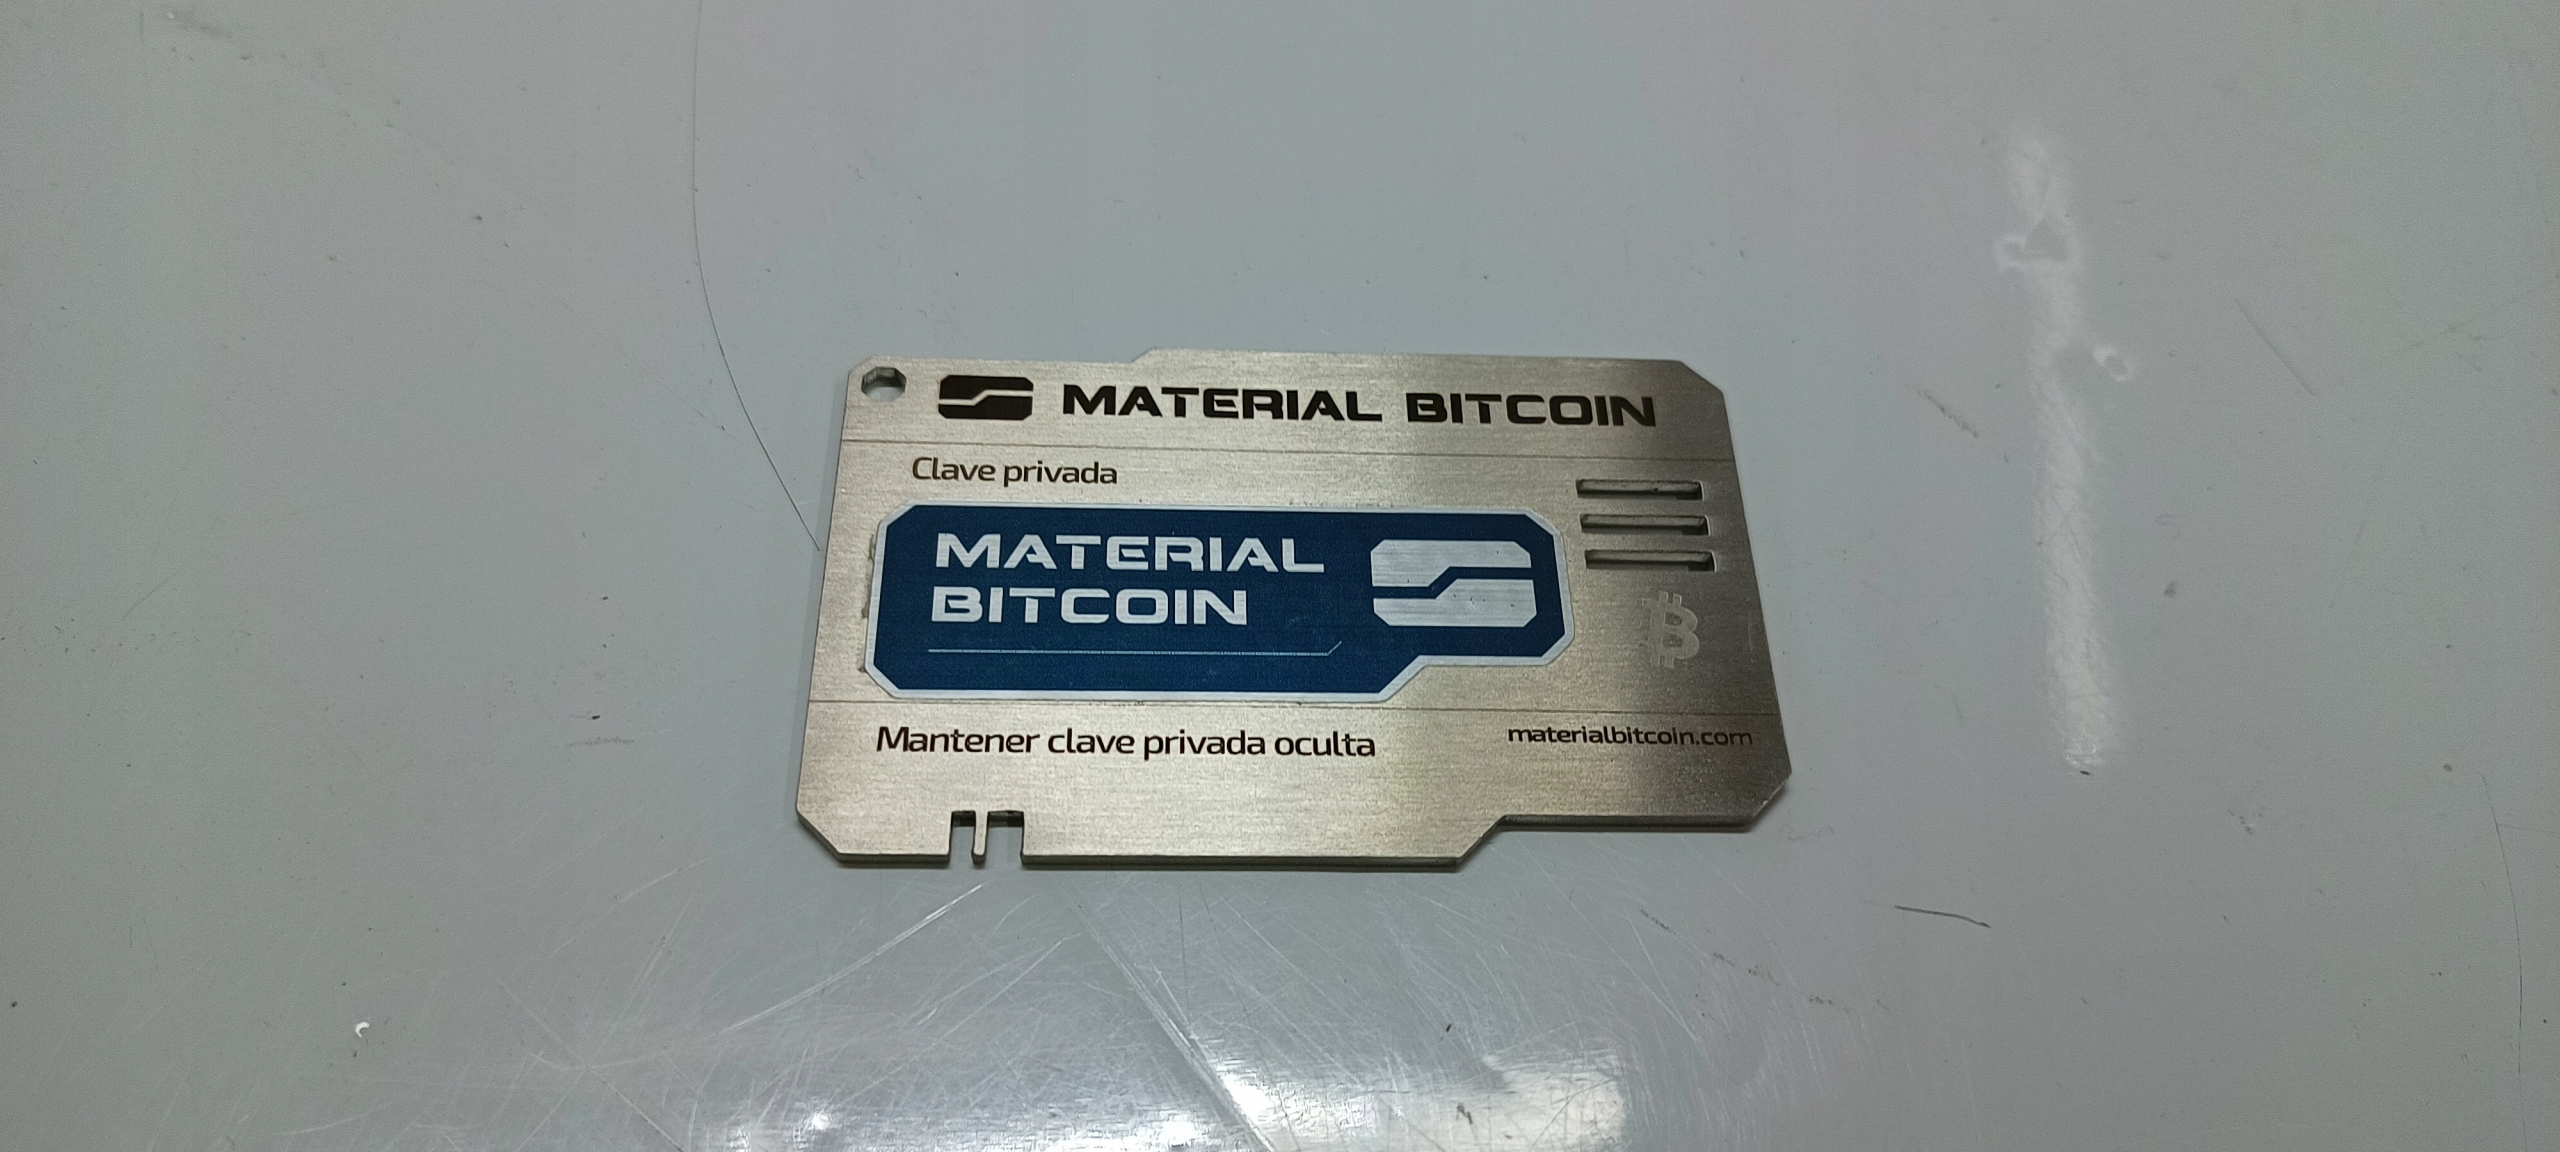 MATERIAL BITCOIN
Clave privada
MATERIAL
BITCOIN
Mantener clave privada oculta
materialbitcoin.com